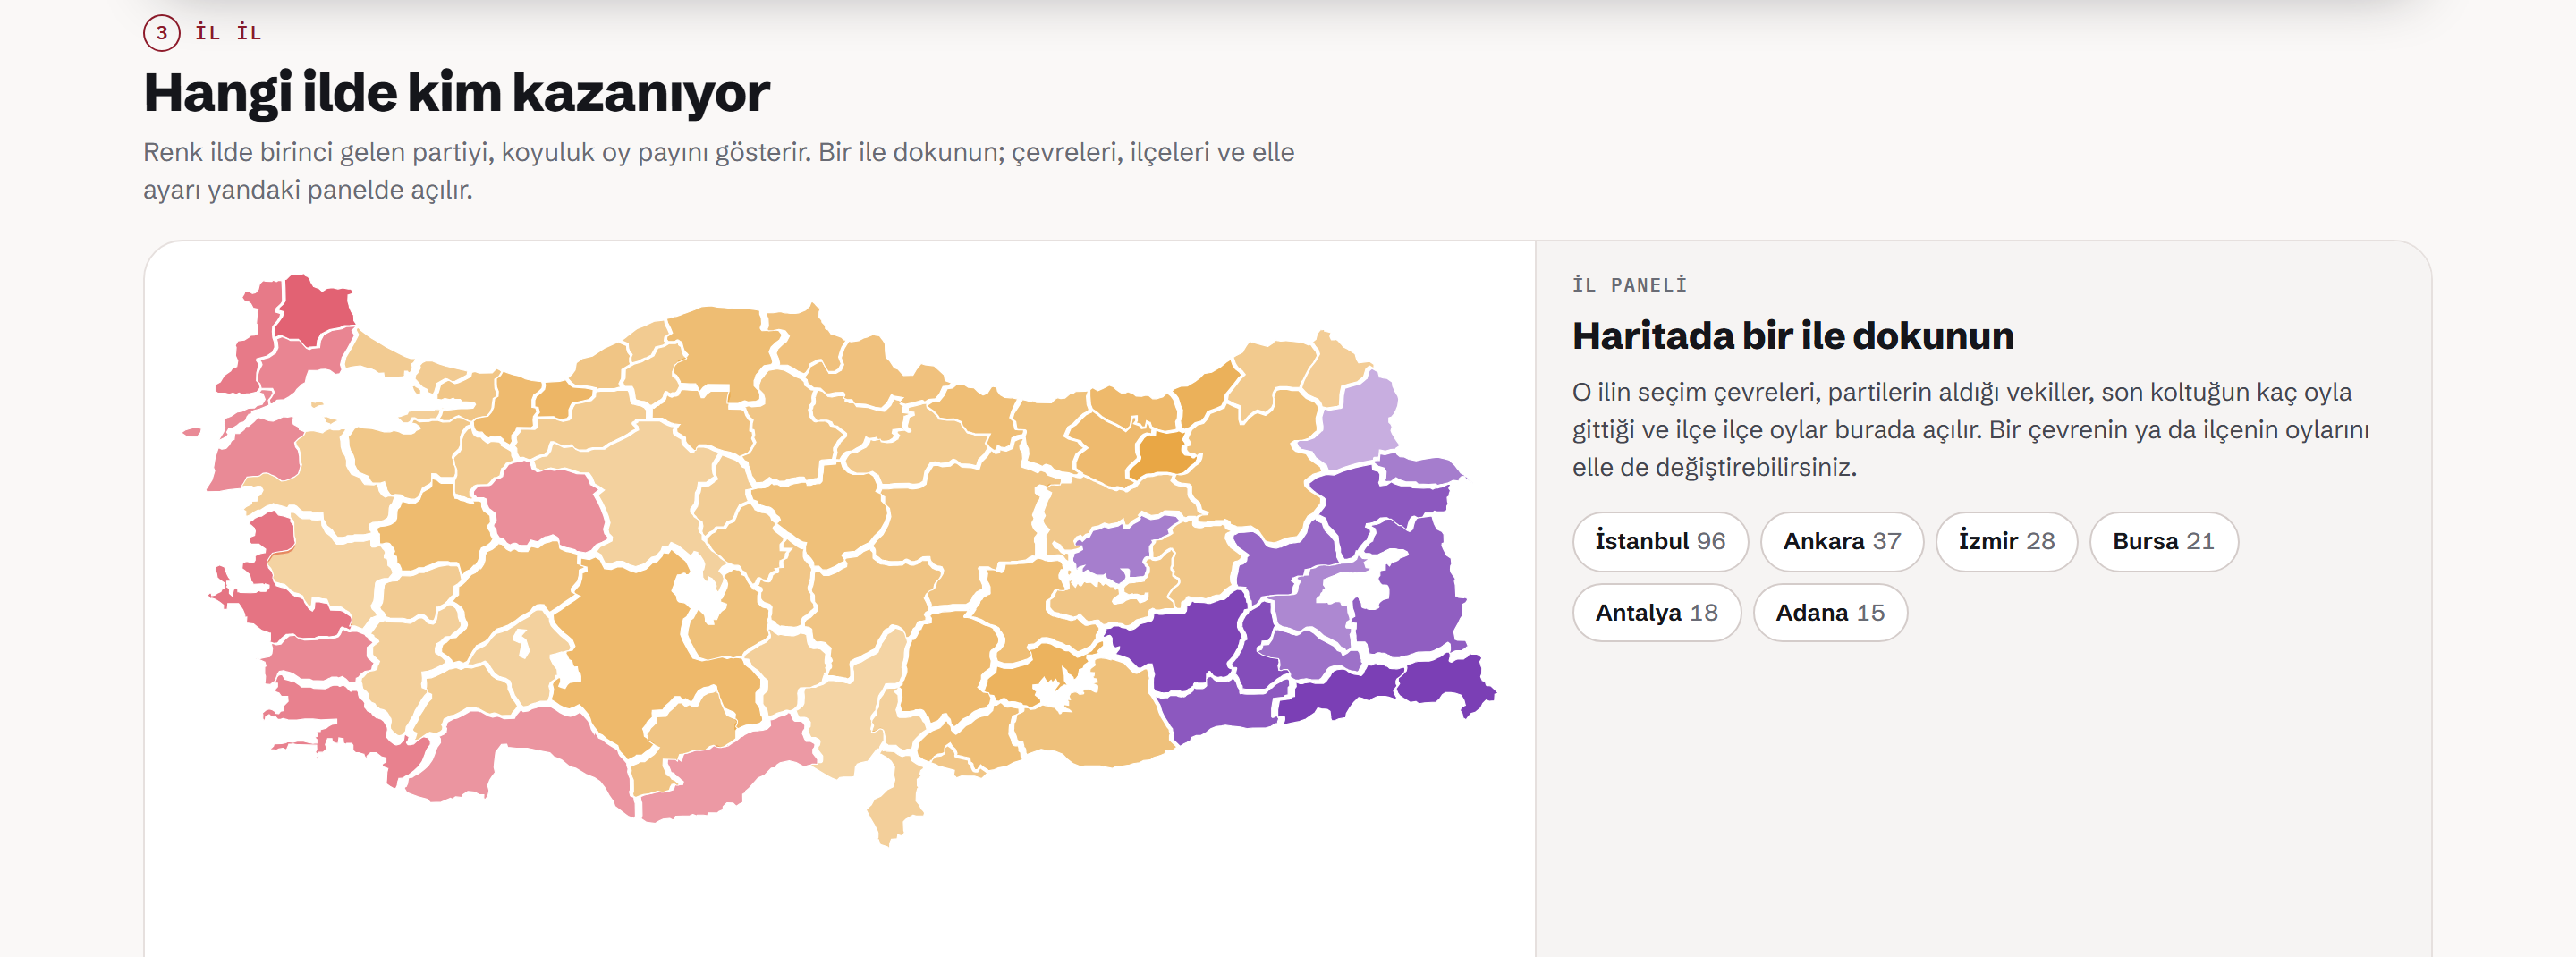 3 İL İL
Hangi ilde kim kazanıyor
Renk ilde birinci gelen partiyi, koyuluk oy payını gösterir. Bir ile dokunun; çevreleri, ilçeleri ve elle
ayarı yandaki panelde açılır.
İL PANELİ
Haritada bir ile dokunun
O ilin seçim çevreleri, partilerin aldığı vekiller, son koltuğun kaç oyla
gittiği ve ilçe ilçe oylar burada açılır. Bir çevrenin ya da ilçenin oylarını
elle de değiştirebilirsiniz.
İstanbul 96 Ankara 37 İzmir 28 Bursa 21
Antalya 18 Adana 15